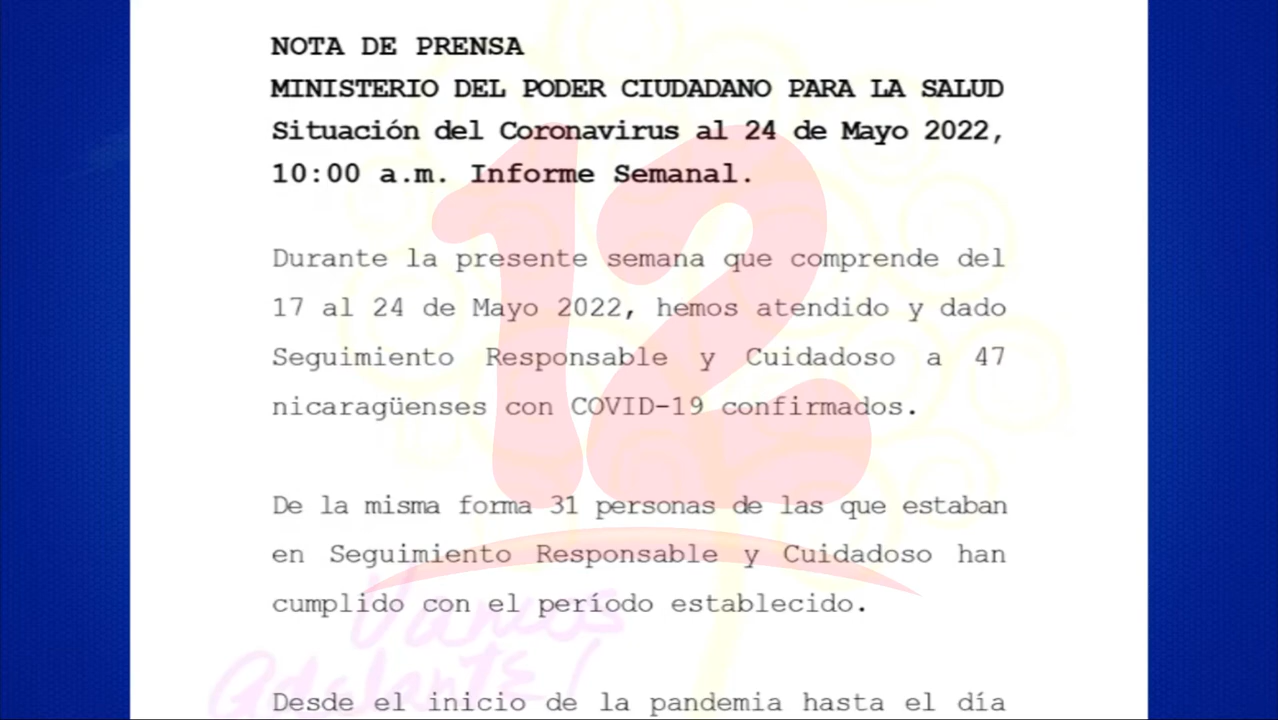 NOTA DE PRENSA
MINISTERIO DEL PODER CIUDADANO PARA LA SALUD
Situación del Coronavirus al 24 de Mayo 2022,
10:00 a.m. Informe Semanal.
Durante la presente semana que comprende del
17 al 24 de Mayo 2022, hemos atendido y dado
Seguimiento Responsable y Cuidadoso a 47
nicaragüenses con COVID-19 confirmados.
De la misma forma 31 personas de las que estaban
en Seguimiento Responsable y Cuidadoso han
cumplido con el período establecido.
Desde el inicio de la pandemia hasta el día
12
Vamos
Adelante!